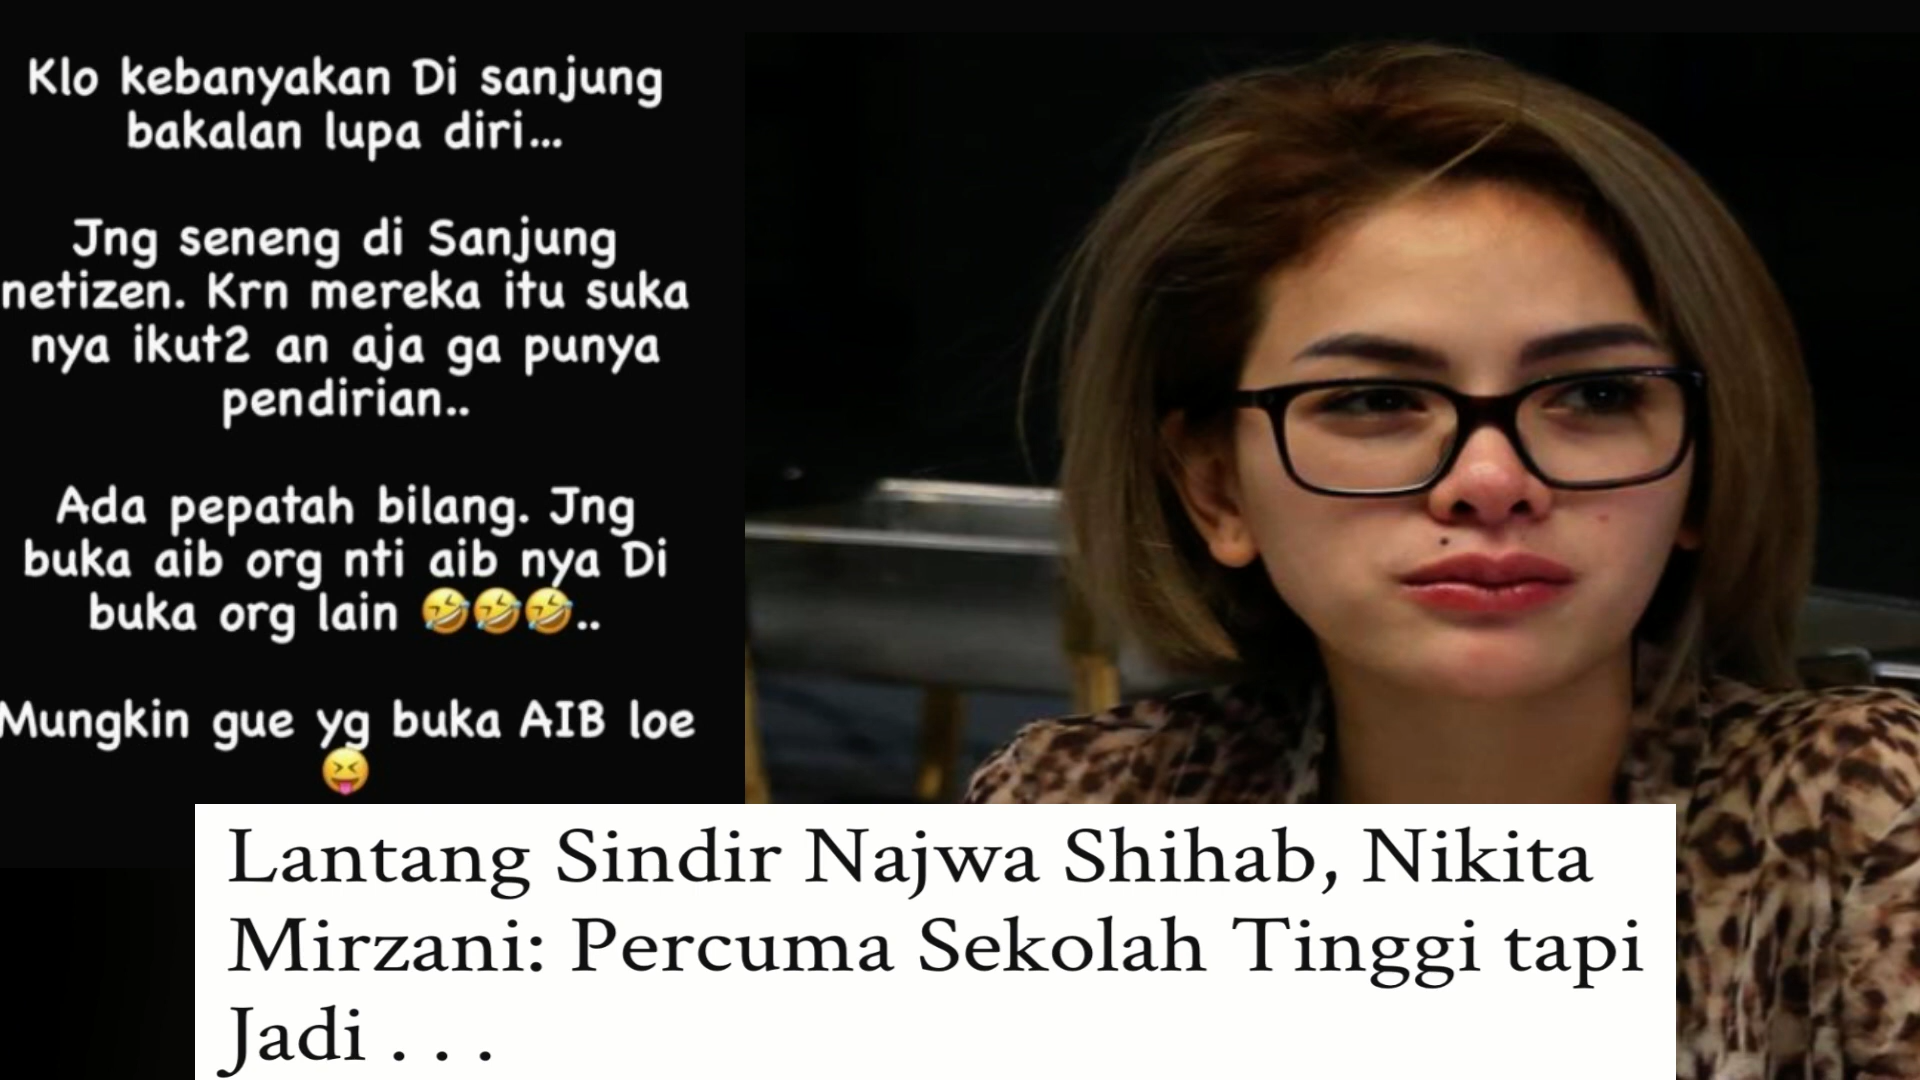 Klo kebanyakan Di sanjung
bakalan lupa diri...
Jng seneng di Sanjung
netizen. Krn mereka itu suka
nya ikut2 an aja ga punya
pendirian..
Ada pepatah bilang. Jng
buka aib org nti aib nya Di
buka org lain 🤣🤣🤣..
Mungkin gue yg buka AIB loe
😝
Lantang Sindir Najwa Shihab, Nikita
Mirzani: Percuma Sekolah Tinggi tapi
Jadi . . .